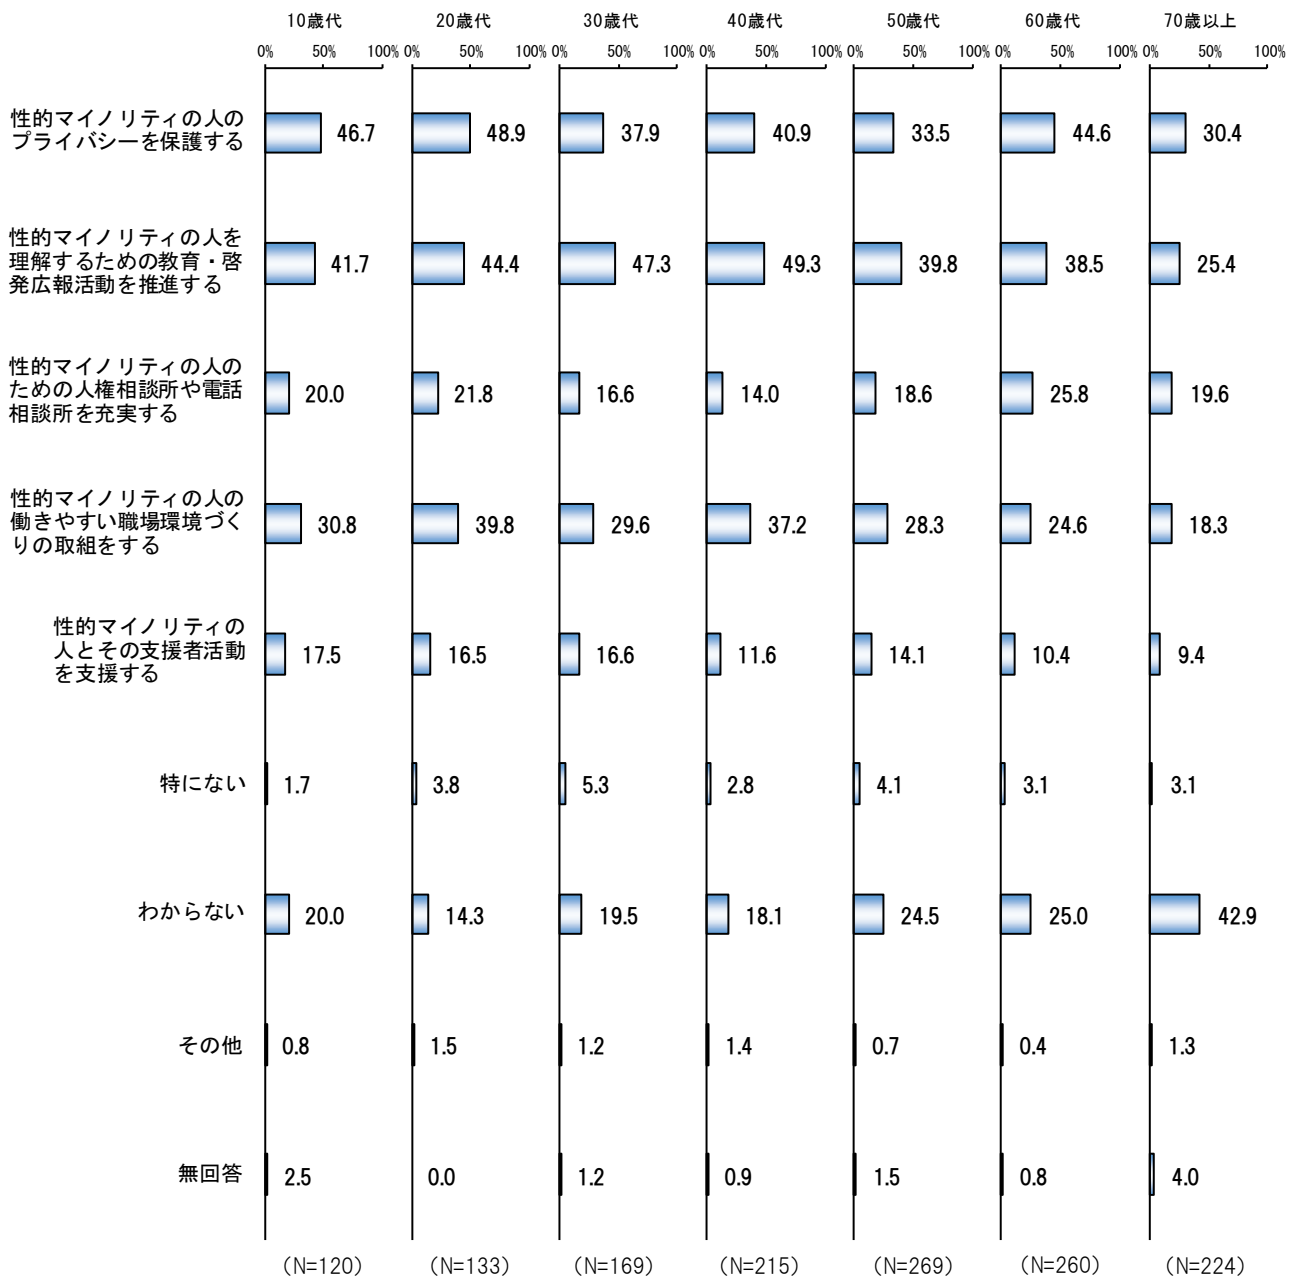 10歳代 20歳代 30歳代 40歳代 50歳代 60歳代 70歳以上
0% 50% 100% 0% 50% 100% 0% 50% 100% 0% 50% 100% 0% 50% 100% 0% 50% 100% 0% 50% 100%
性的マイノリティの人の
プライバシーを保護する
46.7 48.9 37.9 40.9 33.5 44.6 30.4
性的マイノリティの人を
理解するための教育・啓
発広報活動を推進する
41.7 44.4 47.3 49.3 39.8 38.5 25.4
性的マイノリティの人の
ための人権相談所や電話
相談所を充実する
20.0 21.8 16.6 14.0 18.6 25.8 19.6
性的マイノリティの人の
働きやすい職場環境づく
りの取組をする
30.8 39.8 29.6 37.2 28.3 24.6 18.3
性的マイノリティの
人とその支援者活動
を支援する
17.5 16.5 16.6 11.6 14.1 10.4 9.4
特にない 1.7 3.8 5.3 2.8 4.1 3.1 3.1
わからない 20.0 14.3 19.5 18.1 24.5 25.0 42.9
その他 0.8 1.5 1.2 1.4 0.7 0.4 1.3
無回答 2.5 0.0 1.2 0.9 1.5 0.8 4.0
（N=120） （N=133） （N=169） （N=215） （N=269） （N=260） （N=224）